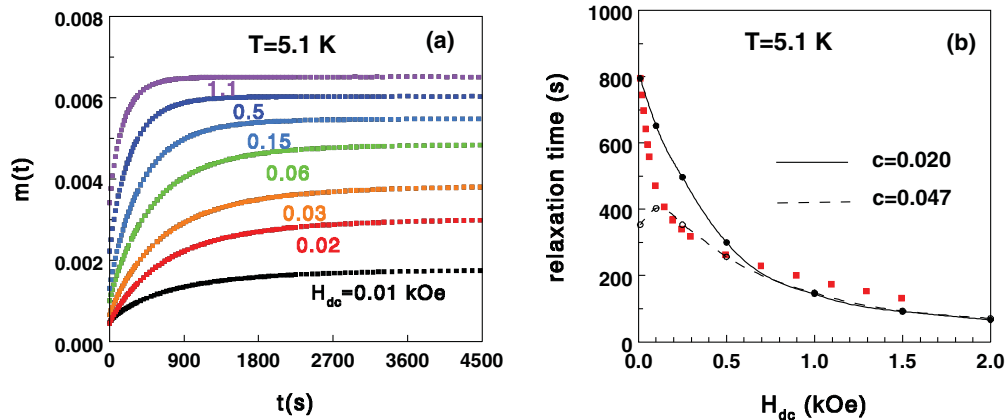 T=5.1 K
(a)
0.008
0.006
0.004
0.002
0.000
m(t)
1.1
0.5
0.15
0.06
0.03
0.02
H_dc=0.01 kOe
0
900
1800
2700
3600
4500
t(s)
T=5.1 K
(b)
1000
800
600
400
200
0
relaxation time (s)
c=0.020
c=0.047
0.0
0.5
1.0
1.5
2.0
H_dc (kOe)